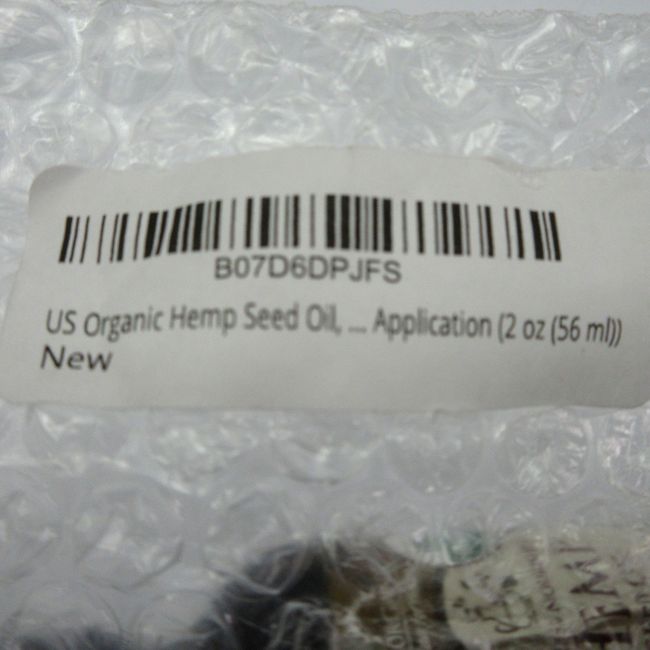 B07D6DPJFS
US Organic Hemp Seed Oil, .... Application (2 oz (56 ml))
New